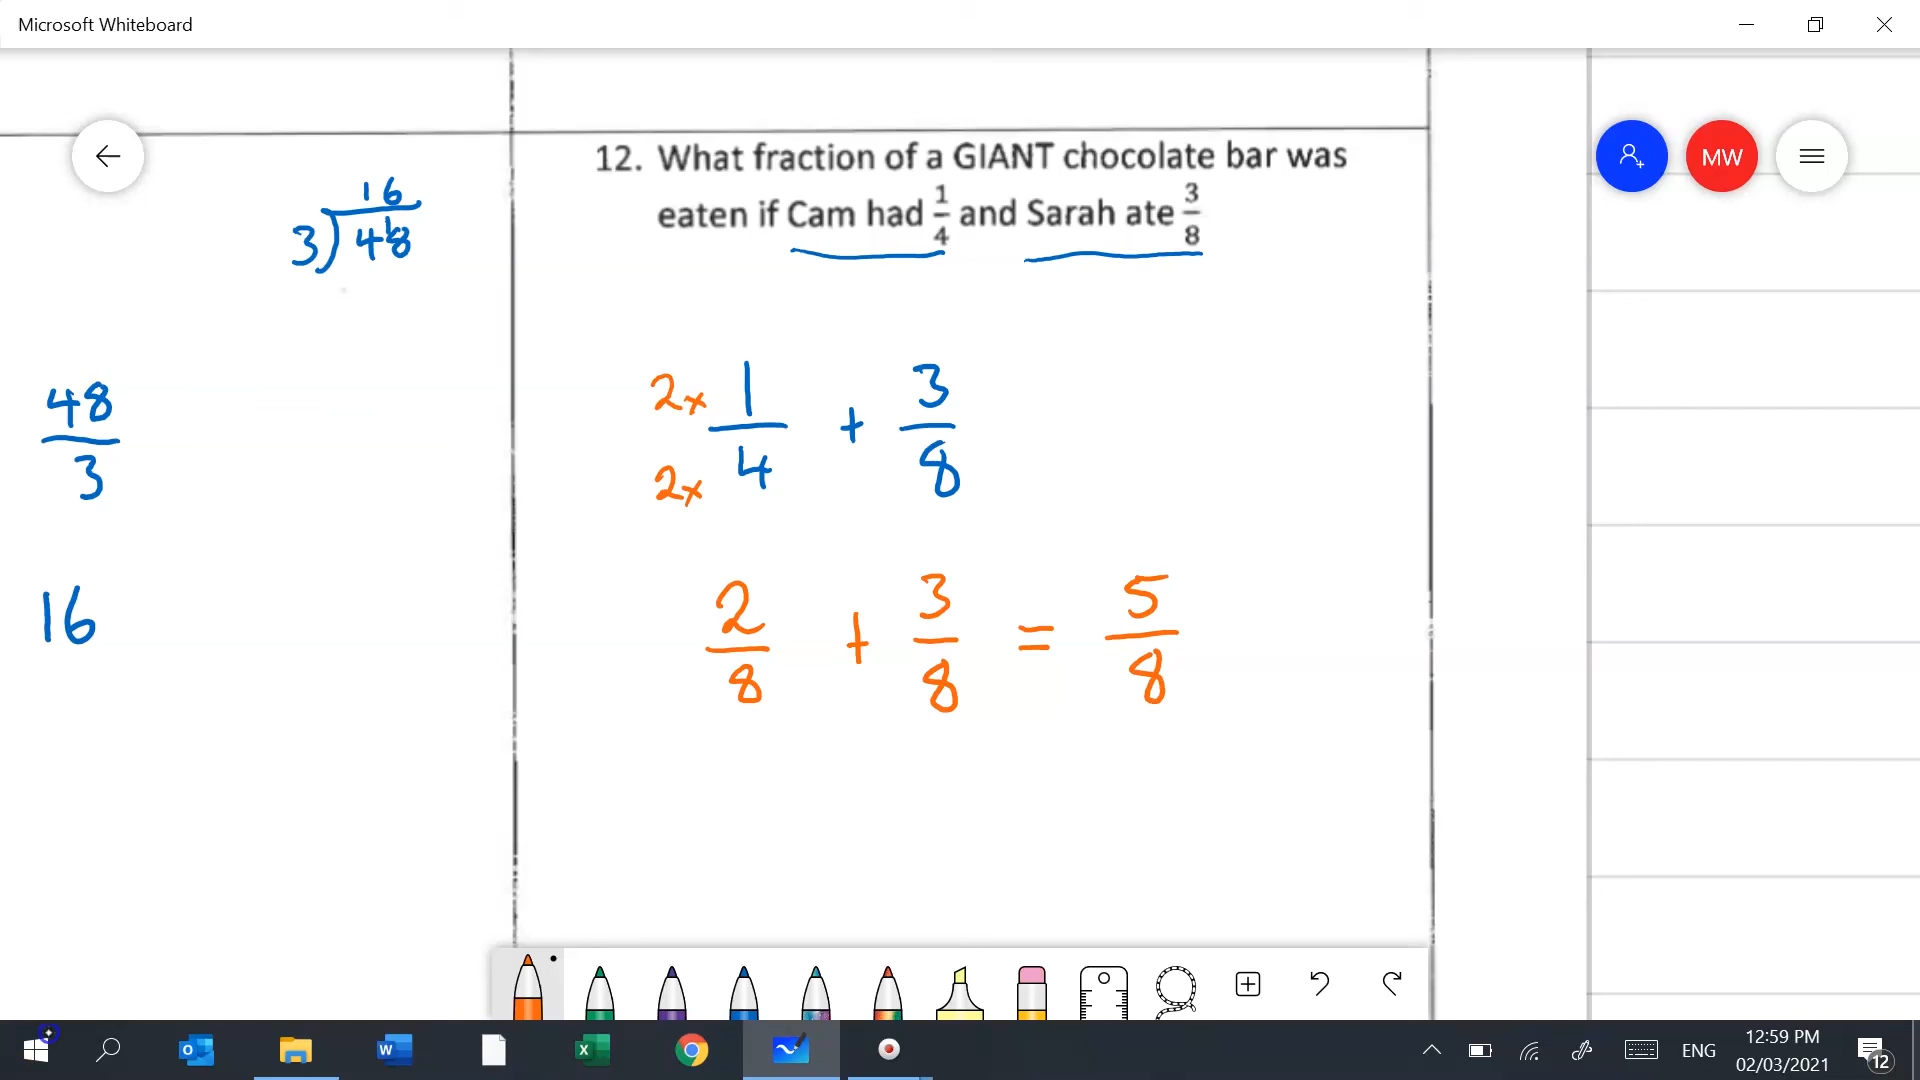 Microsoft Whiteboard
MW
12. What fraction of a GIANT chocolate bar was
eaten if Cam had 1/4 and Sarah ate 3/8
16
3)48
1
48/3
16
2x 1/4 + 3/8
2x
2/8 + 3/8 = 5/8
ENG
12:59 PM
02/03/2021
12